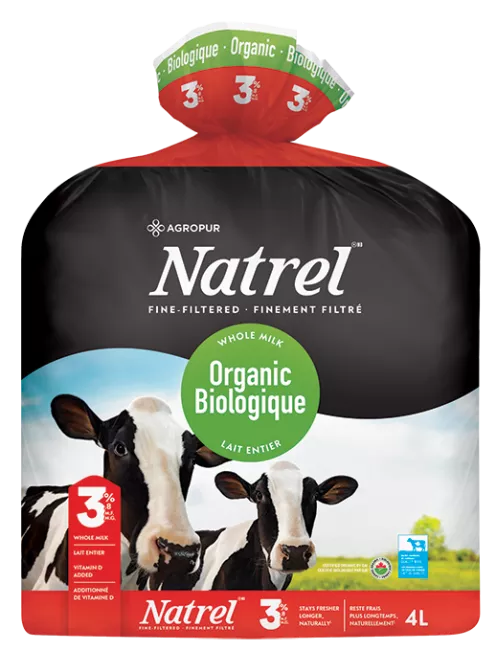 Biologique · Organic · Biologique · O
3%
3%
3%
AGROPUR
Natrel
FINE-FILTERED · FINEMENT FILTRÉ
WHOLE MILK
Organic
Biologique
LAIT ENTIER
3.8%
M.F.
M.G.
WHOLE MILK
LAIT ENTIER
VITAMIN D
ADDED
ADDITIONNÉ
DE VITAMINE D
Natrel
FINE-FILTERED · FINEMENT FILTRÉ
3.8%
STAYS FRESHER
LONGER,
NATURALLY
RESTE FRAIS
PLUS LONGTEMPS,
NATURELLEMENT
4L